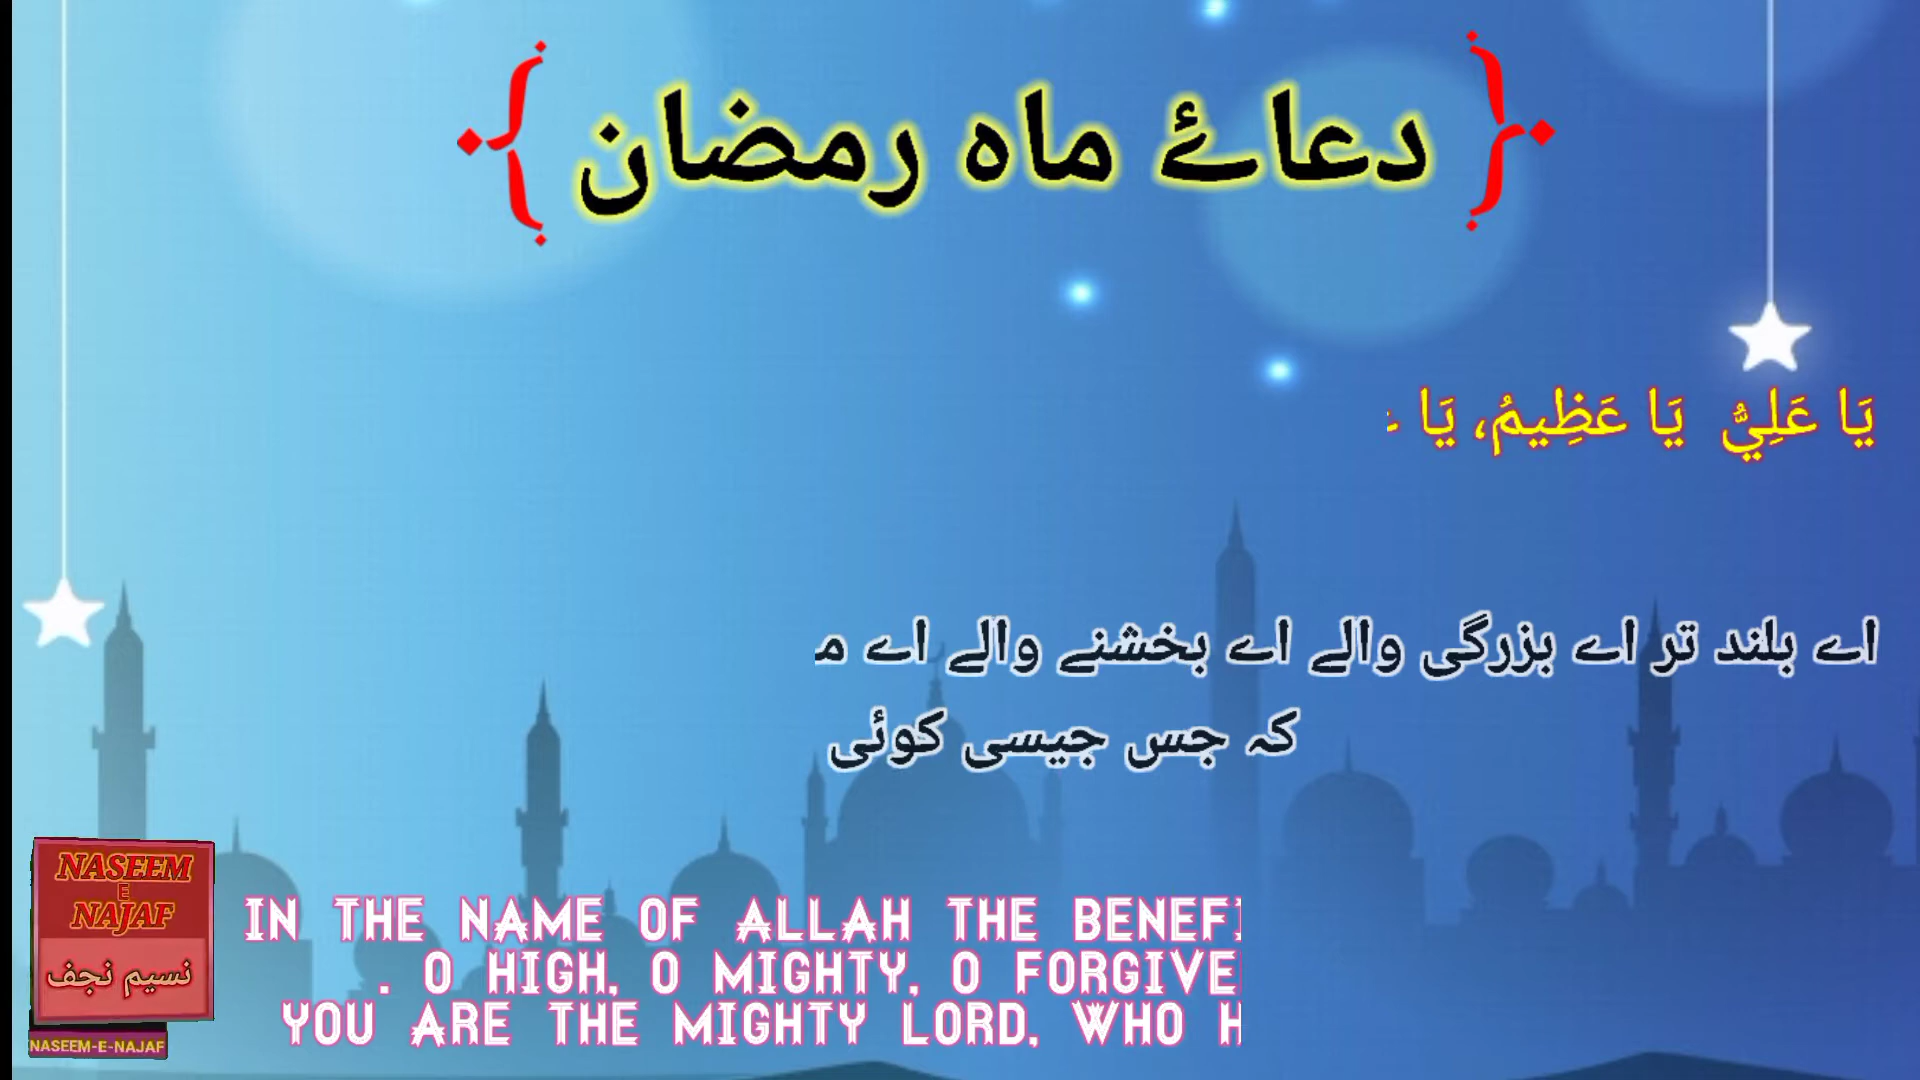 دعائے ماہ رمضان
يَا عَلِيُّ يَا عَظِيمُ، يَا
اے بلند تر اے بزرگی والے اے بخشنے والے اے
کہ جس جیسی کوئی
NASEEM
E
NAJAF
نسیم نجف
NASEEM-E-NAJAF
IN THE NAME OF ALLAH THE
. O HIGH, O MIGHTY, O
YOU ARE THE MIGHTY LORD, WHO